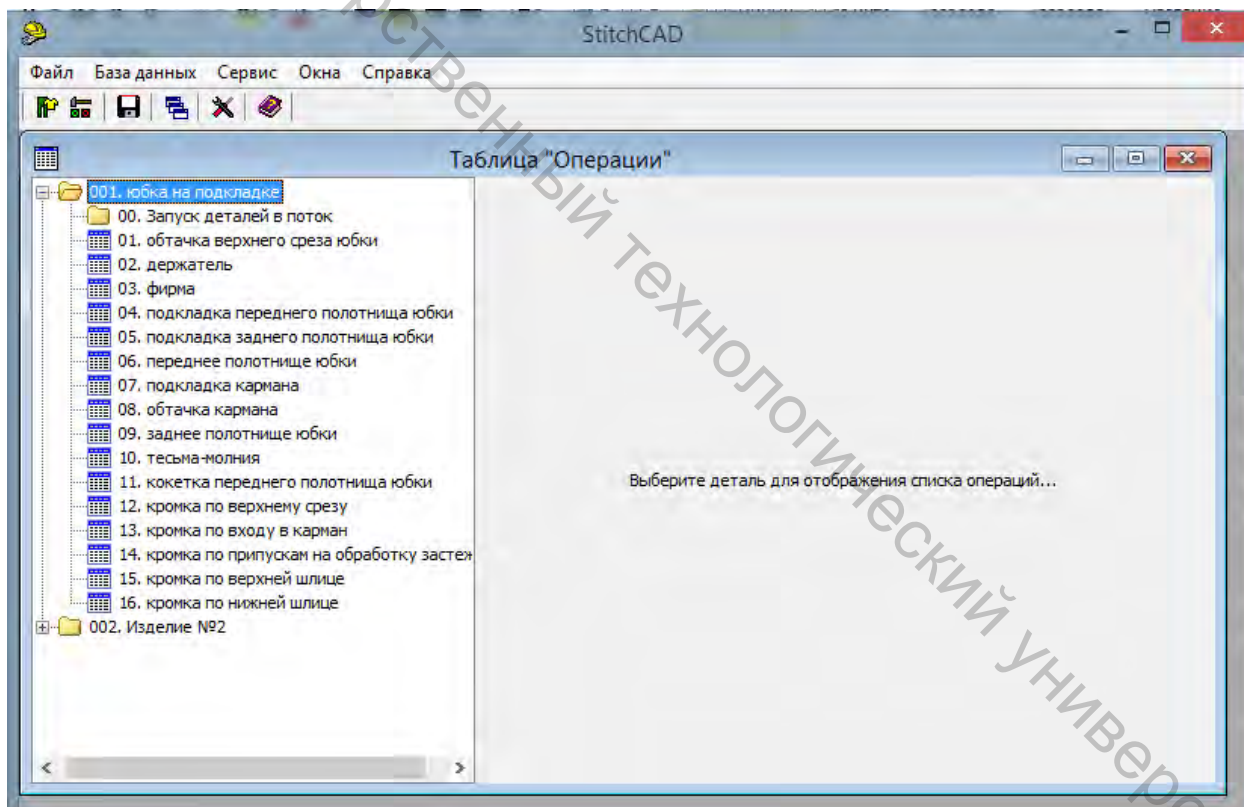 StitchCAD
Файл База данных Сервис Окна Справка
Таблица "Операции"
001. юбка на подкладке
00. Запуск деталей в поток
01. обтачка верхнего среза юбки
02. держатель
03. фирма
04. подкладка переднего полотнища юбки
05. подкладка заднего полотнища юбки
06. переднее полотнище юбки
07. подкладка кармана
08. обтачка кармана
09. заднее полотнище юбки
10. тесьма-молния
11. кокетка переднего полотнища юбки
12. кромка по верхнему срезу
13. кромка по входу в карман
14. кромка по припускам на обработку застеж
15. кромка по верхней шлице
16. кромка по нижней шлице
002. Изделие №2
Выберите деталь для отображения списка операций...
технологический